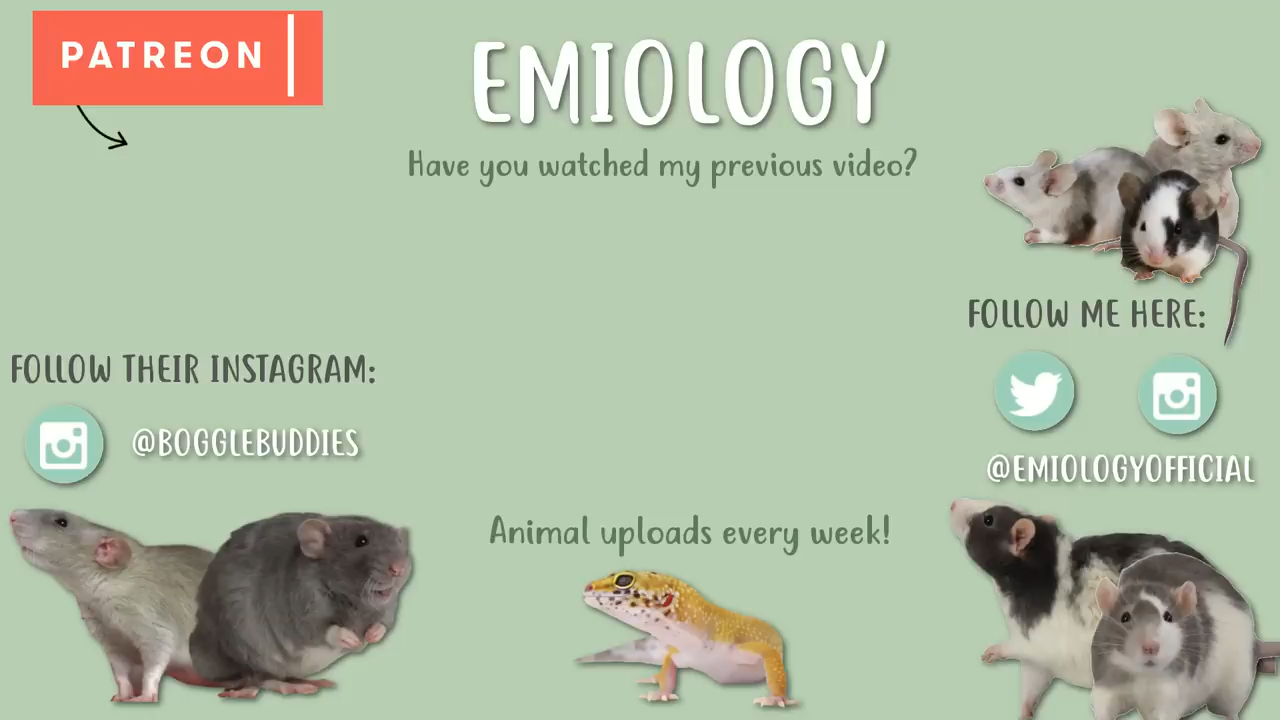 PATREON
EMIOLOGY
Have you watched my previous video?
FOLLOW ME HERE:
FOLLOW THEIR INSTAGRAM:
@BOGGLEBUDDIES
@EMIOLOGYOFFICIAL
Animal uploads every week!